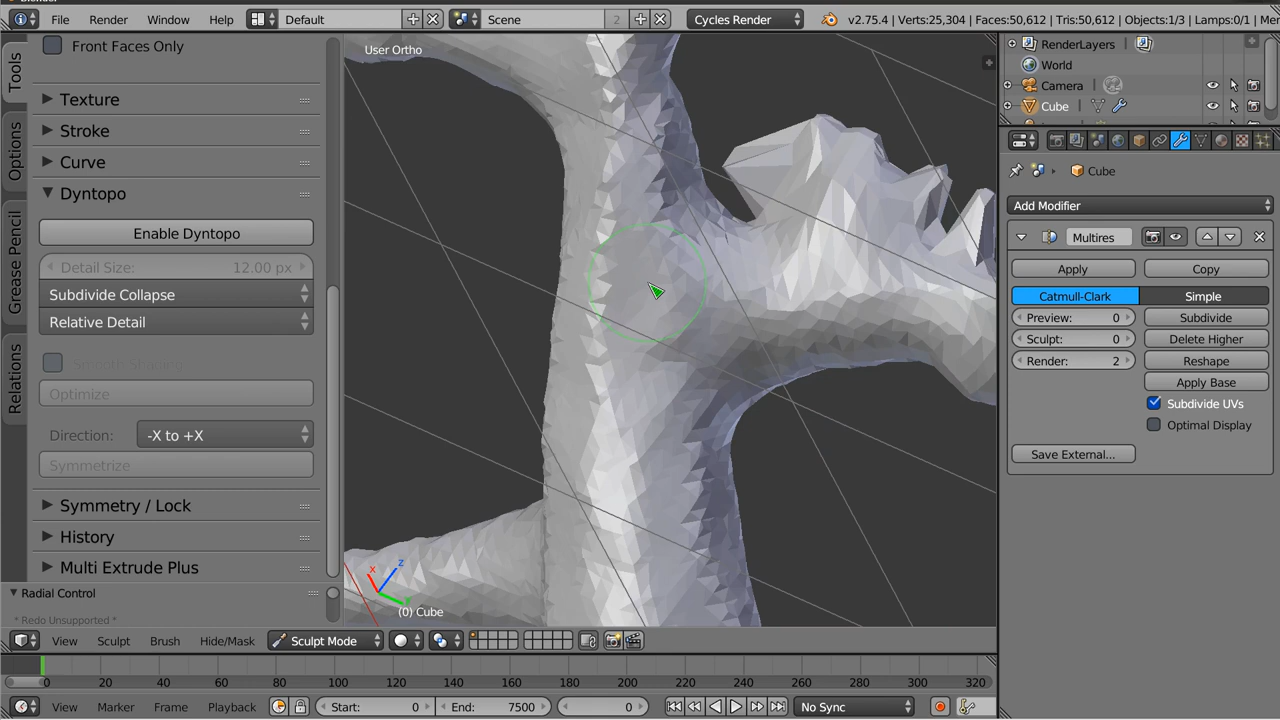 File Render Window Help Default Scene 2 Cycles Render v2.75.4 | Verts:25,304 | Faces:50,612 | Tris:50,612 | Objects:1/3 | Lamps:0/1 |
Tools
Options
Grease Pencil
Relations
Front Faces Only
Texture
Stroke
Curve
Dyntopo
Enable Dyntopo
Detail Size: 12.00 px
Subdivide Collapse
Relative Detail
Smooth Shading
Optimize
Direction: -X to +X
Symmetrize
Symmetry / Lock
History
Multi Extrude Plus
Radial Control
* Redo Unsupported *
User Ortho
x
z
(0) Cube
RenderLayers
World
Camera
Cube
Cube
Add Modifier
Multires
Apply Copy
Catmull-Clark Simple
Preview: 0 Subdivide
Sculpt: 0 Delete Higher
Render: 2 Reshape
Apply Base
Subdivide UVs
Optimal Display
Save External...
View Sculpt Brush Hide/Mask Sculpt Mode
0 20 40 60 80 100 120 140 160 180 200 220 240 260 280 300 320
View Marker Frame Playback Start: 0 End: 7500 0 No Sync